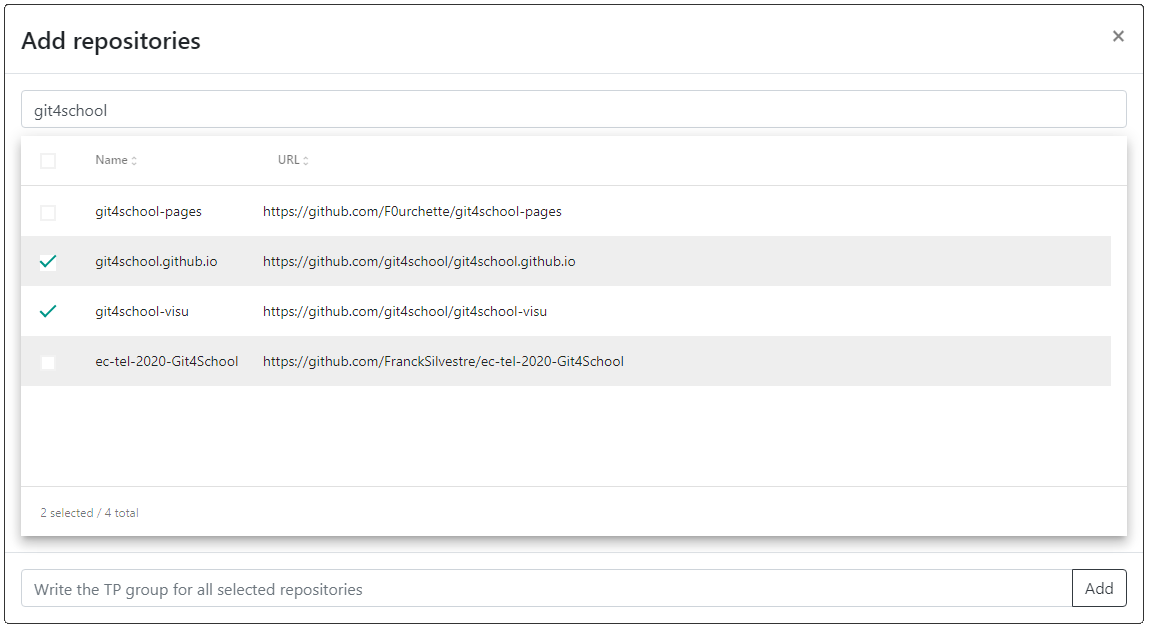 Add repositories
×
git4school
Name URL
git4school-pages https://github.com/F0urchette/git4school-pages
git4school.github.io https://github.com/git4school/git4school.github.io
git4school-visu https://github.com/git4school/git4school-visu
ec-tel-2020-Git4School https://github.com/FranckSilvestre/ec-tel-2020-Git4School
2 selected / 4 total
Write the TP group for all selected repositories Add